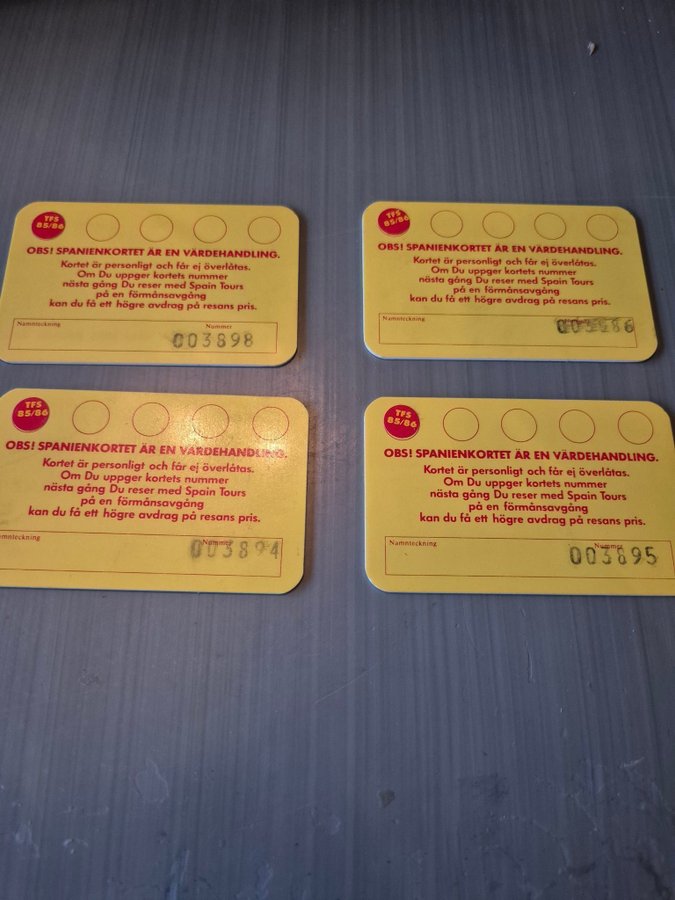 TFS
85/86
OBS! SPANIENKORTET ÄR EN VÄRDEHANDLING.
Kortet är personligt och får ej överlåtas.
Om Du uppger kortets nummer
nästa gång Du reser med Spain Tours
på en förmånsavgång
kan du få ett högre avdrag på resans pris.
Namnteckning
Nummer
003898
TFS
85/86
OBS! SPANIENKORTET ÄR EN VÄRDEHANDLING.
Kortet är personligt och får ej överlåtas.
Om Du uppger kortets nummer
nästa gång Du reser med Spain Tours
på en förmånsavgång
kan du få ett högre avdrag på resans pris.
Namnteckning
TFS
85/86
OBS! SPANIENKORTET ÄR EN VÄRDEHANDLING.
Kortet är personligt och får ej överlåtas.
Om Du uppger kortets nummer
nästa gång Du reser med Spain Tours
på en förmånsavgång
kan du få ett högre avdrag på resans pris.
Namnteckning
Nummer
003894
TFS
85/86
OBS! SPANIENKORTET ÄR EN VÄRDEHANDLING.
Kortet är personligt och får ej överlåtas.
Om Du uppger kortets nummer
nästa gång Du reser med Spain Tours
på en förmånsavgång
kan du få ett högre avdrag på resans pris.
Namnteckning
Nummer
003895